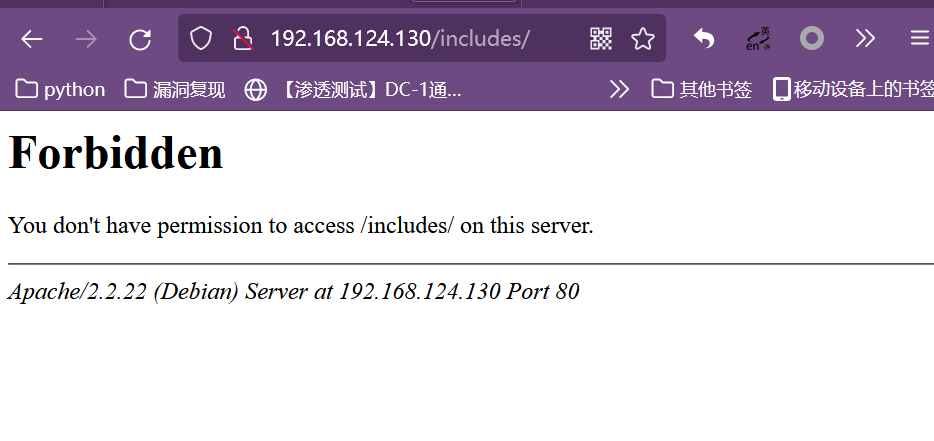 192.168.124.130/includes/
英
en
python
漏洞复现
【渗透测试】DC-1通...
其他书签
移动设备上的书签
Forbidden
You don't have permission to access /includes/ on this server.
Apache/2.2.22 (Debian) Server at 192.168.124.130 Port 80